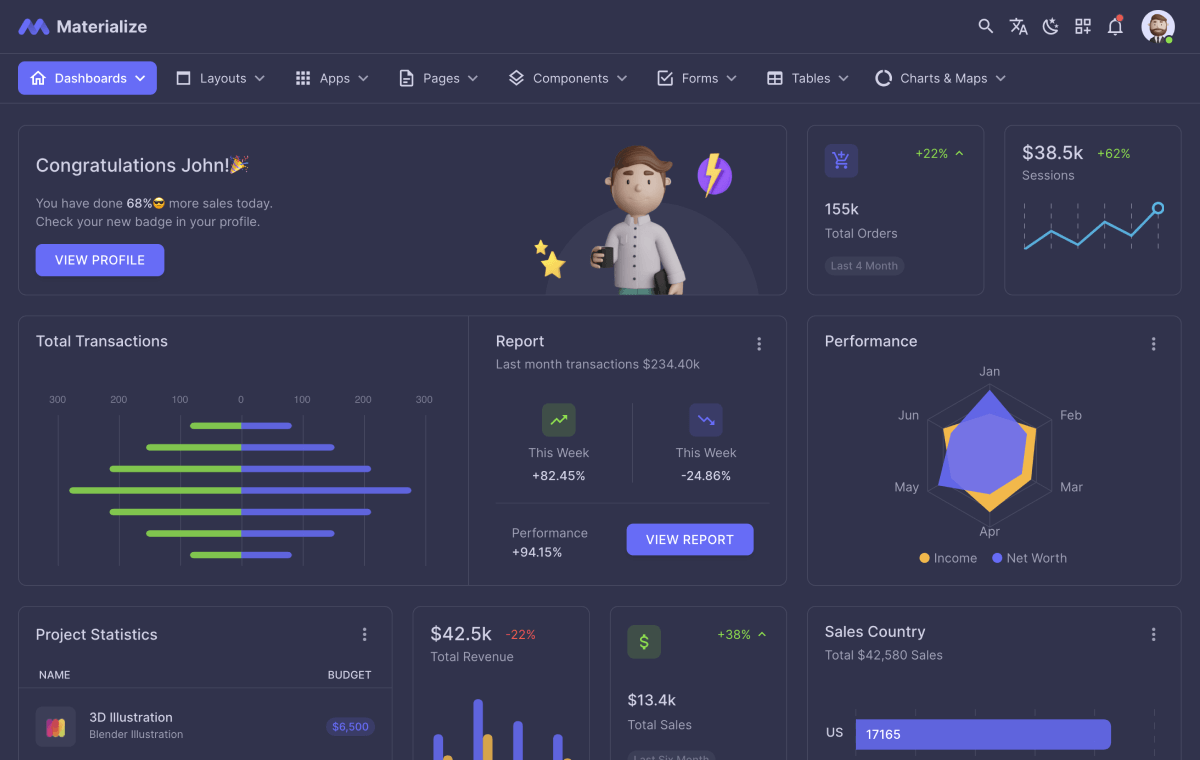 Materialize
Dashboards
Layouts
Apps
Pages
Components
Forms
Tables
Charts & Maps
Congratulations John!🎉
You have done 68%😎 more sales today.
Check your new badge in your profile.
VIEW PROFILE
+22%
155k
Total Orders
Last 4 Month
$38.5k +62%
Sessions
Total Transactions
300 200 100 0 100 200 300
Report
Last month transactions $234.40k
This Week
+82.45%
This Week
-24.86%
Performance
+94.15%
VIEW REPORT
Performance
Jan
Jun
Feb
May
Mar
Apr
Income
Net Worth
Project Statistics
NAME BUDGET
3D Illustration
Blender Illustration
$6,500
$42.5k -22%
Total Revenue
$
+38%
$13.4k
Total Sales
Last Six Month
Sales Country
Total $42,580 Sales
US 17165